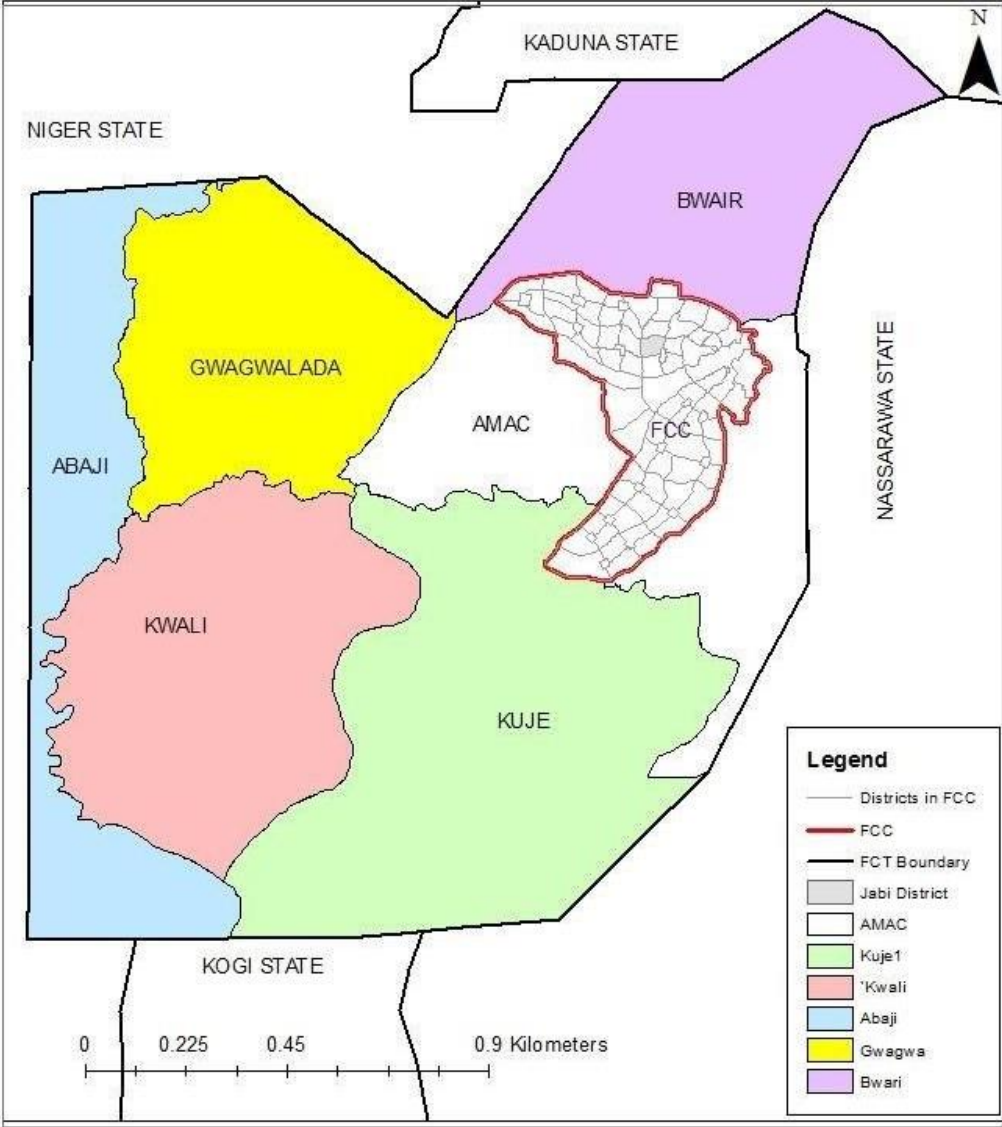 N
KADUNA STATE
NIGER STATE
BWAIR
GWAGWALADA
NASSARAWA STATE
AMAC
FCC
ABAJI
KWALI
KUJE
Legend
Districts in FCC
FCC
FCT Boundary
Jabi District
AMAC
Kuje1
'Kwali
Abaji
Gwagwa
Bwari
KOGI STATE
0 0.225 0.45 0.9 Kilometers